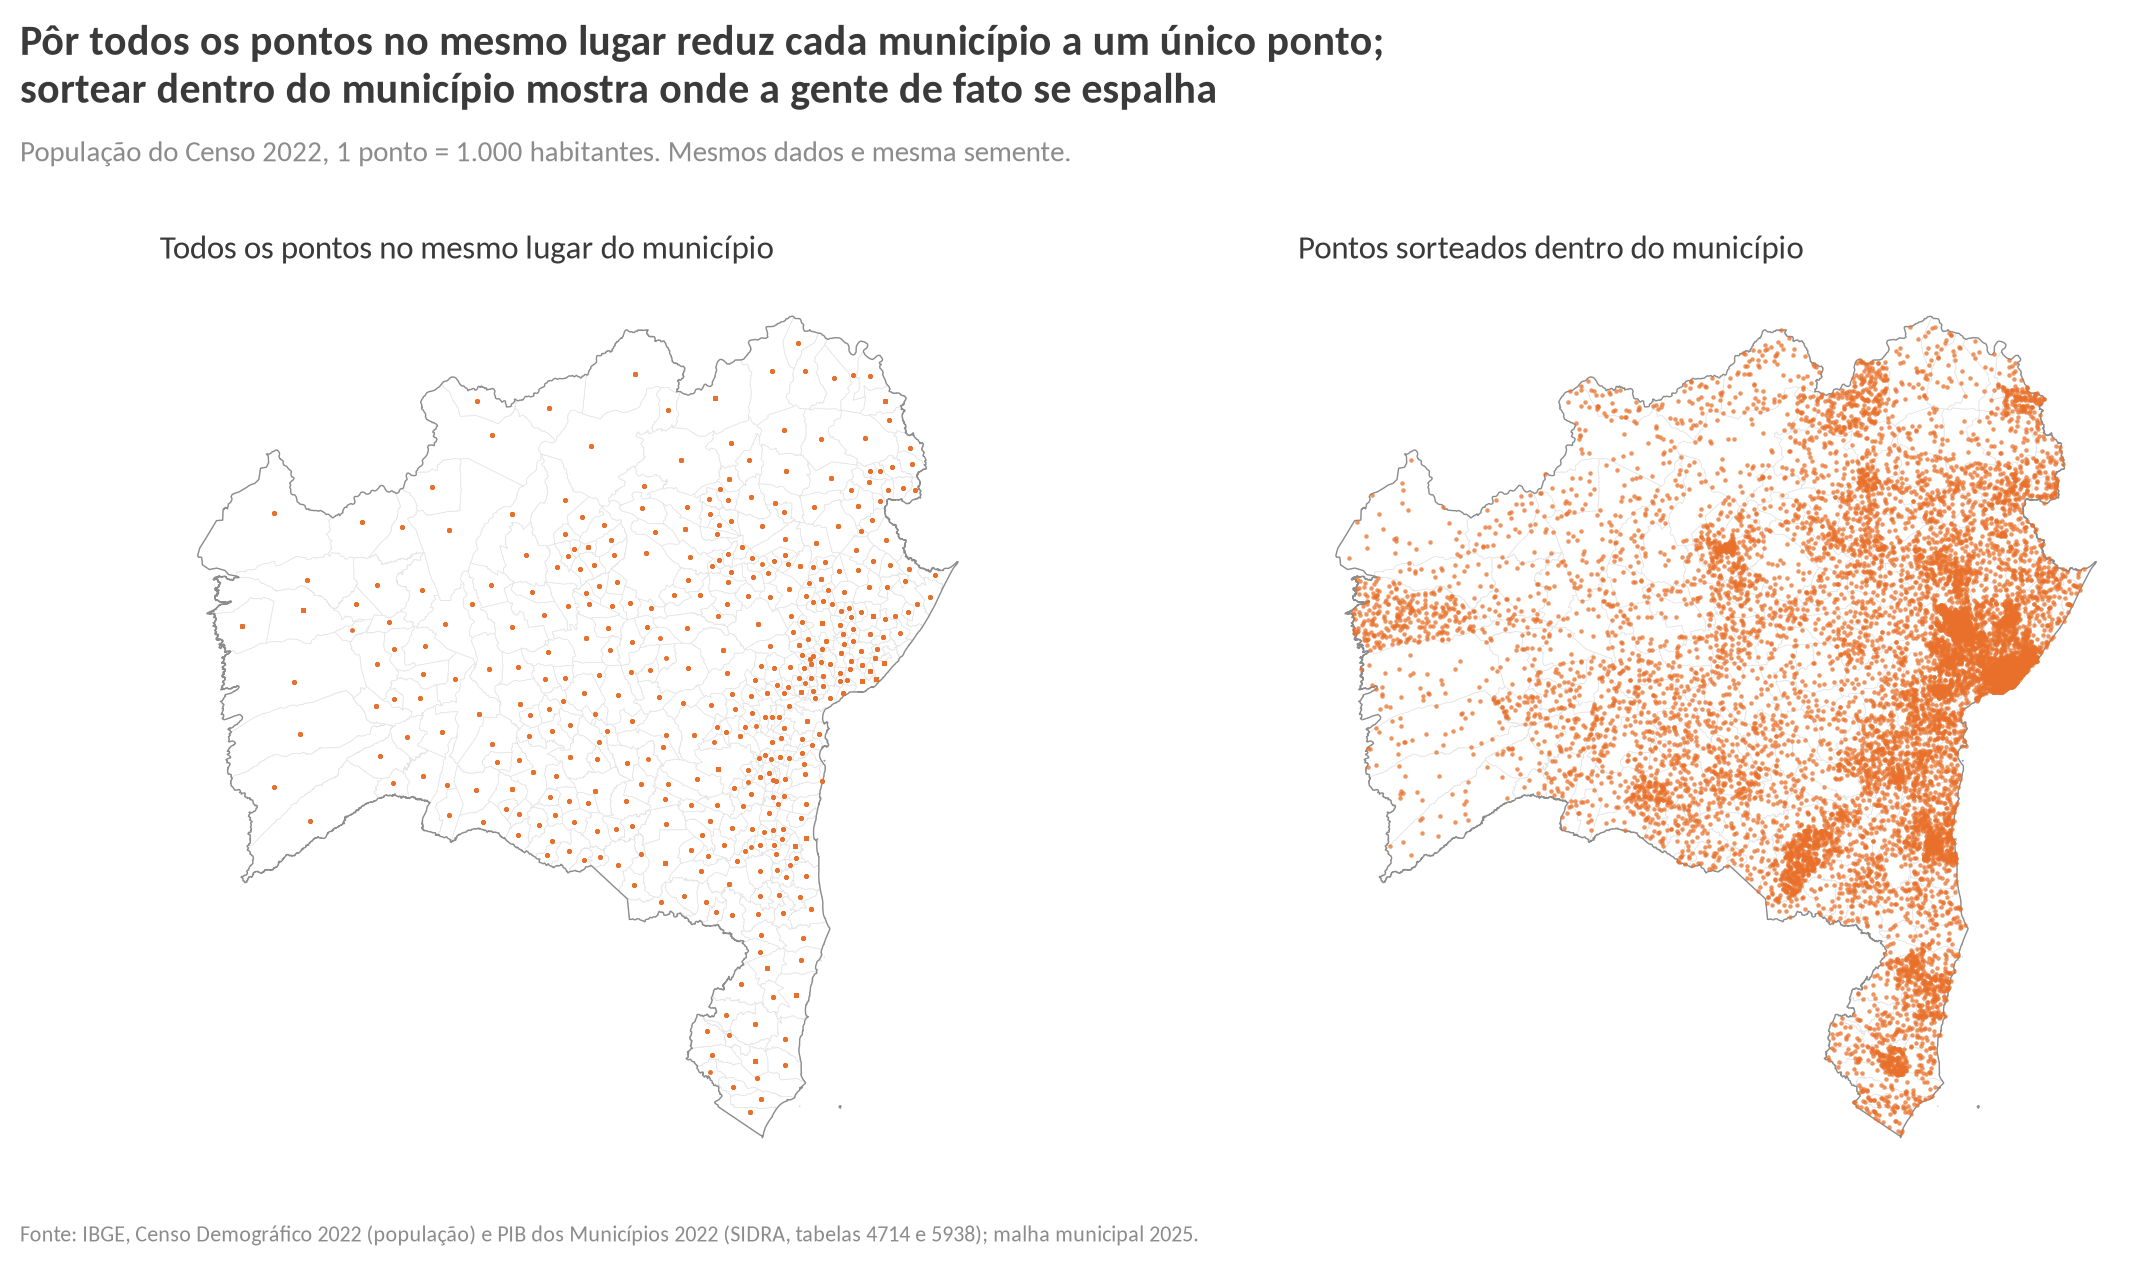 Pôr todos os pontos no mesmo lugar reduz cada município a um único ponto;
sortear dentro do município mostra onde a gente de fato se espalha
População do Censo 2022, 1 ponto = 1.000 habitantes. Mesmos dados e mesma semente.
Todos os pontos no mesmo lugar do município
Pontos sorteados dentro do município
Fonte: IBGE, Censo Demográfico 2022 (população) e PIB dos Municípios 2022 (SIDRA, tabelas 4714 e 5938); malha municipal 2025.